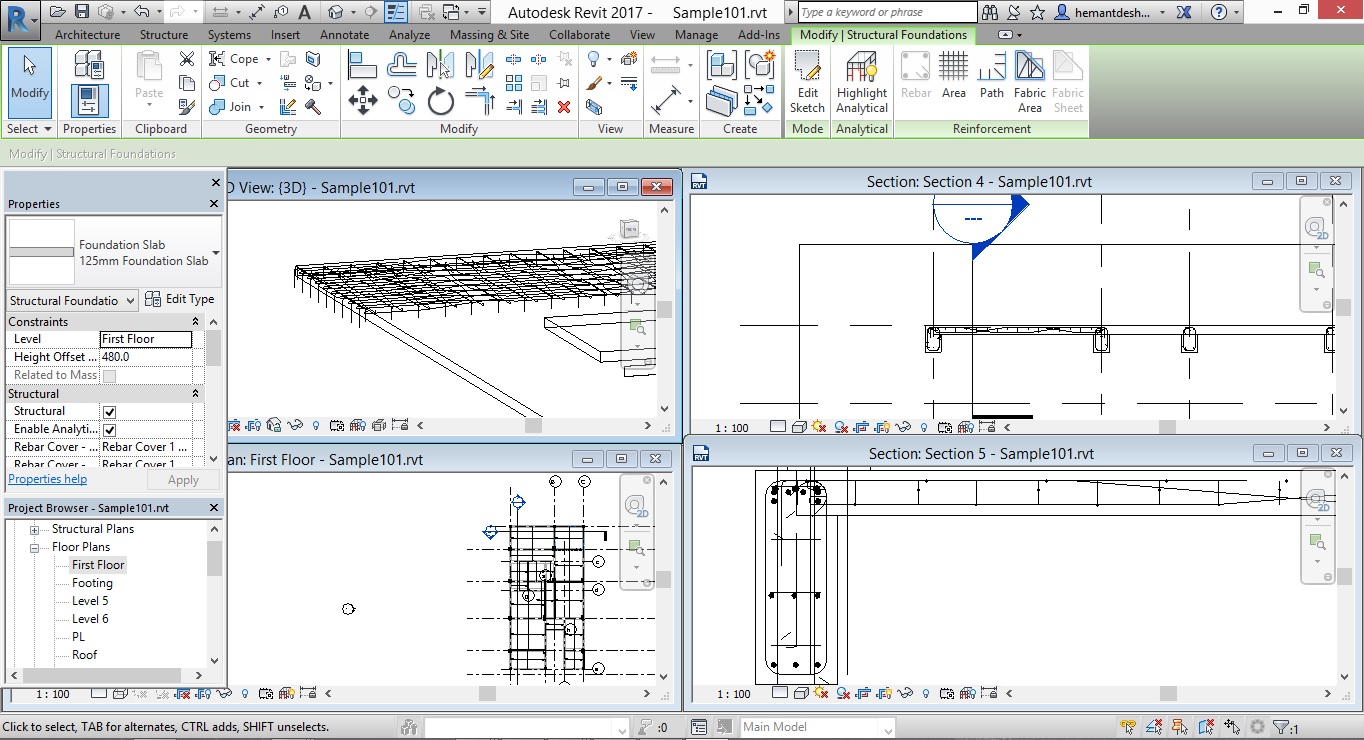 Autodesk Revit 2017 - Sample101.rvt
Type a keyword or phrase
hemantdesh...
Architecture Structure Systems Insert Annotate Analyze Massing & Site Collaborate View Manage Add-Ins Modify | Structural Foundations
Modify
Paste
Cope
Cut
Join
Edit
Sketch
Highlight
Analytical
Rebar
Area
Path
Fabric
Area
Fabric
Sheet
Select Properties Clipboard Geometry Modify View Measure Create Mode Analytical Reinforcement
Modify | Structural Foundations
Properties
Foundation Slab
125mm Foundation Slab
Structural Foundatio
Edit Type
Constraints
Level First Floor
Height Offset ... 480.0
Related to Mass
Structural
Structural
Enable Analyti...
Rebar Cover - ... Rebar Cover 1 ...
Rebar Cover - Rebar Cover 1
Properties help
Apply
Project Browser - Sample101.rvt
Structural Plans
Floor Plans
First Floor
Footing
Level 5
Level 6
PL
Roof
D View: {3D} - Sample101.rvt
Section: Section 4 - Sample101.rvt
2D
1 : 100
an: First Floor - Sample101.rvt
2D
1 : 100
Section: Section 5 - Sample101.rvt
2D
1 : 100
Click to select, TAB for alternates, CTRL adds, SHIFT unselects.
:0
Main Model
:1